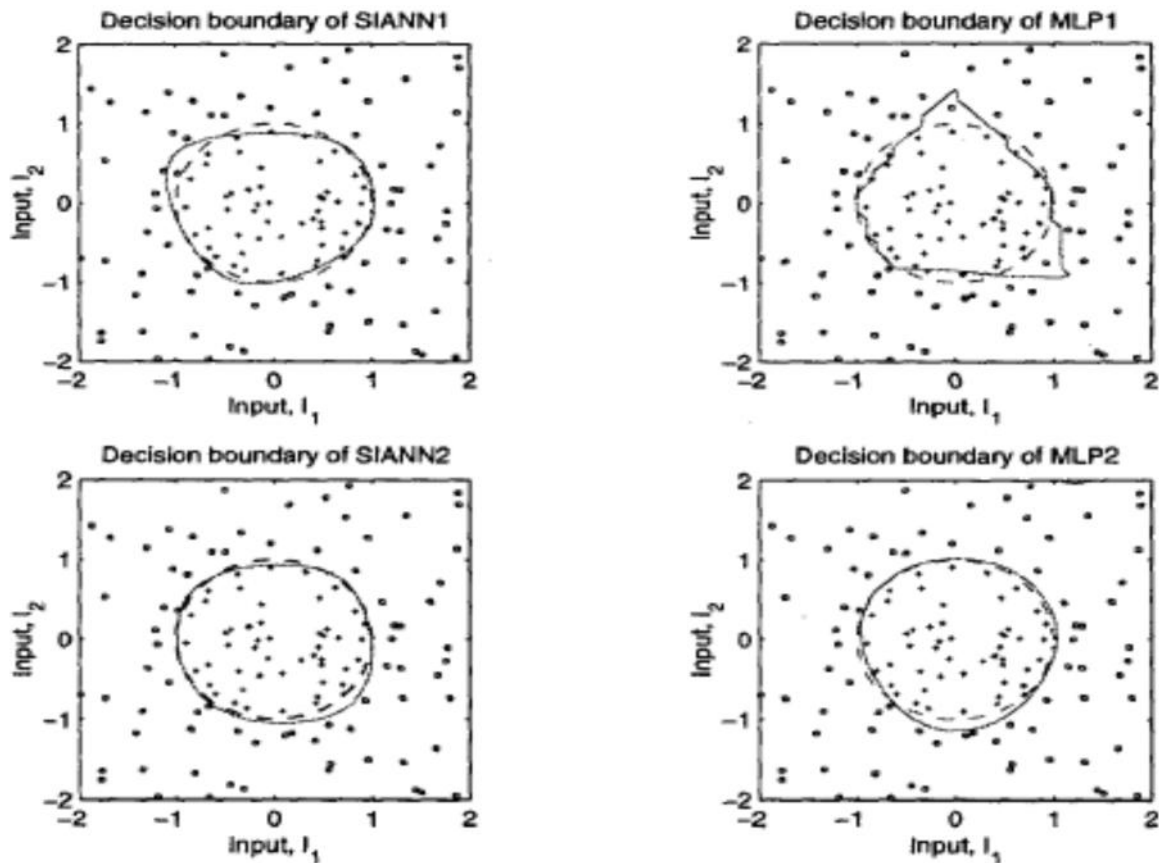 Decision boundary of SIANN1
2
1
0
−1
−2
Input, I2
−2 −1 0 1 2
Input, I1
Decision boundary of MLP1
2
1
0
−1
−2
Input, I2
−2 −1 0 1 2
Input, I1
Decision boundary of SIANN2
2
1
0
−1
−2
Input, I2
−2 −1 0 1 2
Input, I1
Decision boundary of MLP2
2
1
0
−1
−2
Input, I2
−2 −1 0 1 2
Input, I1